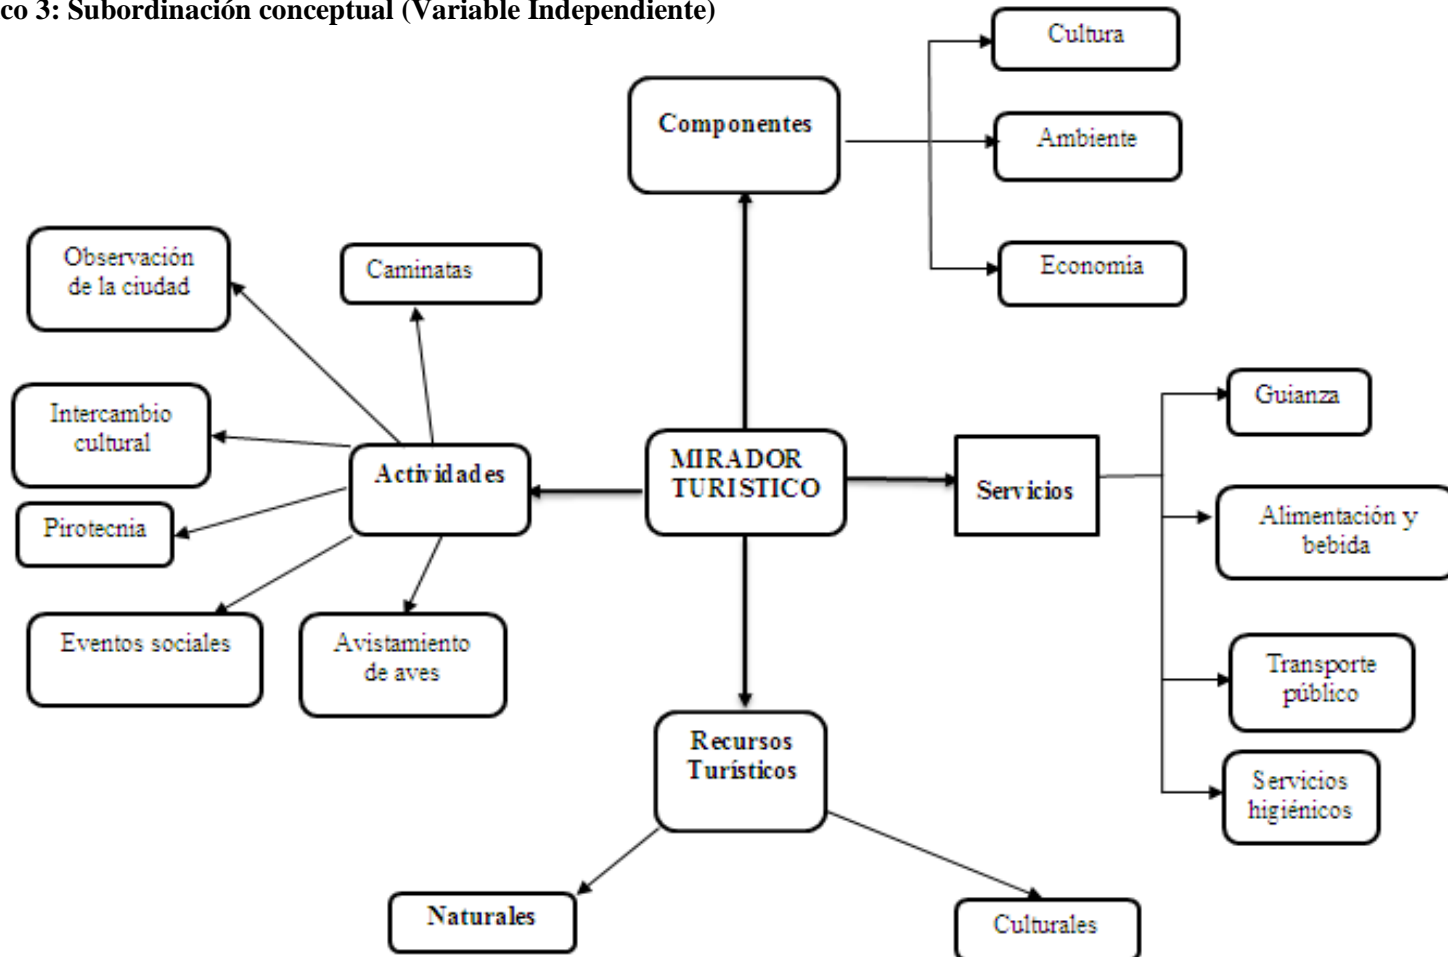 co 3: Subordinación conceptual (Variable Independiente)
Cultura
Componentes
Ambiente
Economia
Observación
de la ciudad
Caminatas
Intercambio
cultural
Actividades
Pirotecnia
Eventos sociales
Avistamiento
de aves
MIRADOR
TURISTICO
Servicios
Guianza
Alimentación y
bebida
Transporte
público
Servicios
higiénicos
Recursos
Turísticos
Naturales
Culturales